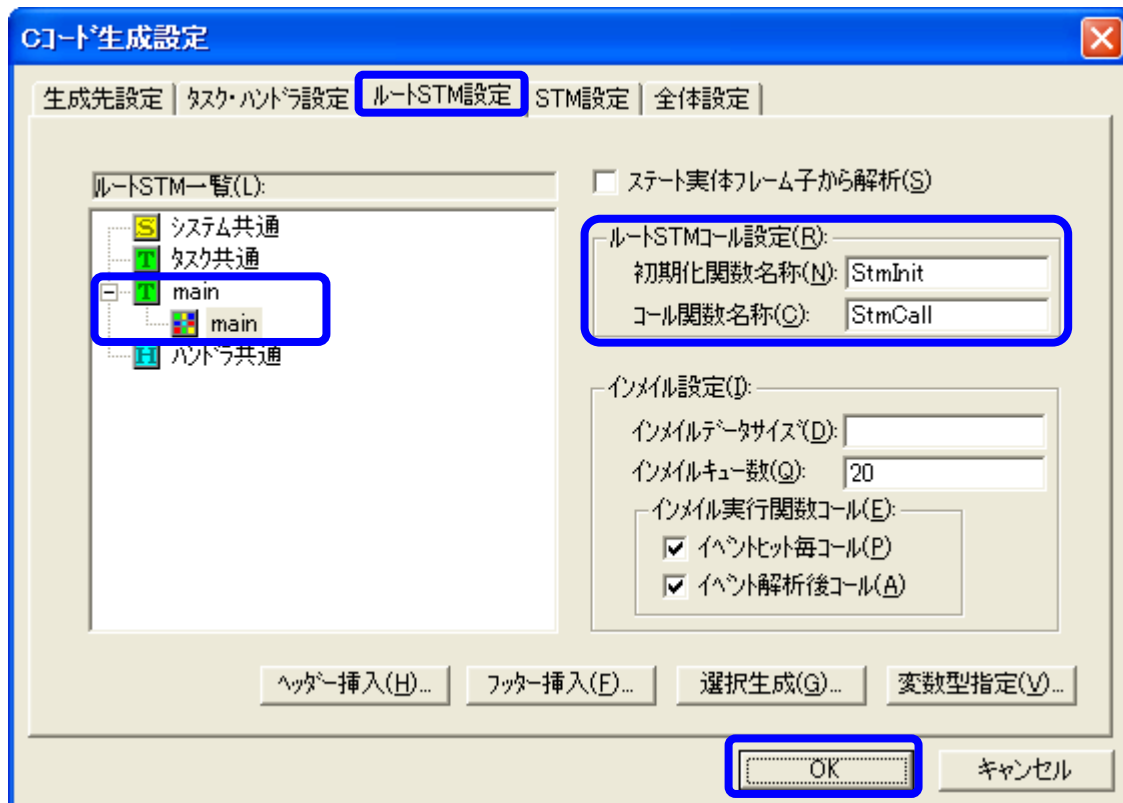 Cコード生成設定
生成先設定 タスク・ハンドラ設定 ルートSTM設定 STM設定 全体設定
ルートSTM一覧(L):
システム共通
タスク共通
main
main
ハンドラ共通
ステート実体フレーム子から解析(S)
ルートSTMコール設定(R):
初期化関数名称(N): StmInit
コール関数名称(C): StmCall
インメイル設定(I):
インメイルデータサイズ(D):
インメイルキュー数(Q): 20
インメイル実行関数コール(E):
イベントヒット毎コール(P)
イベント解析後コール(A)
ヘッダー挿入(H)... フッター挿入(F)... 選択生成(G)... 変数型指定(V)...
OK キャンセル